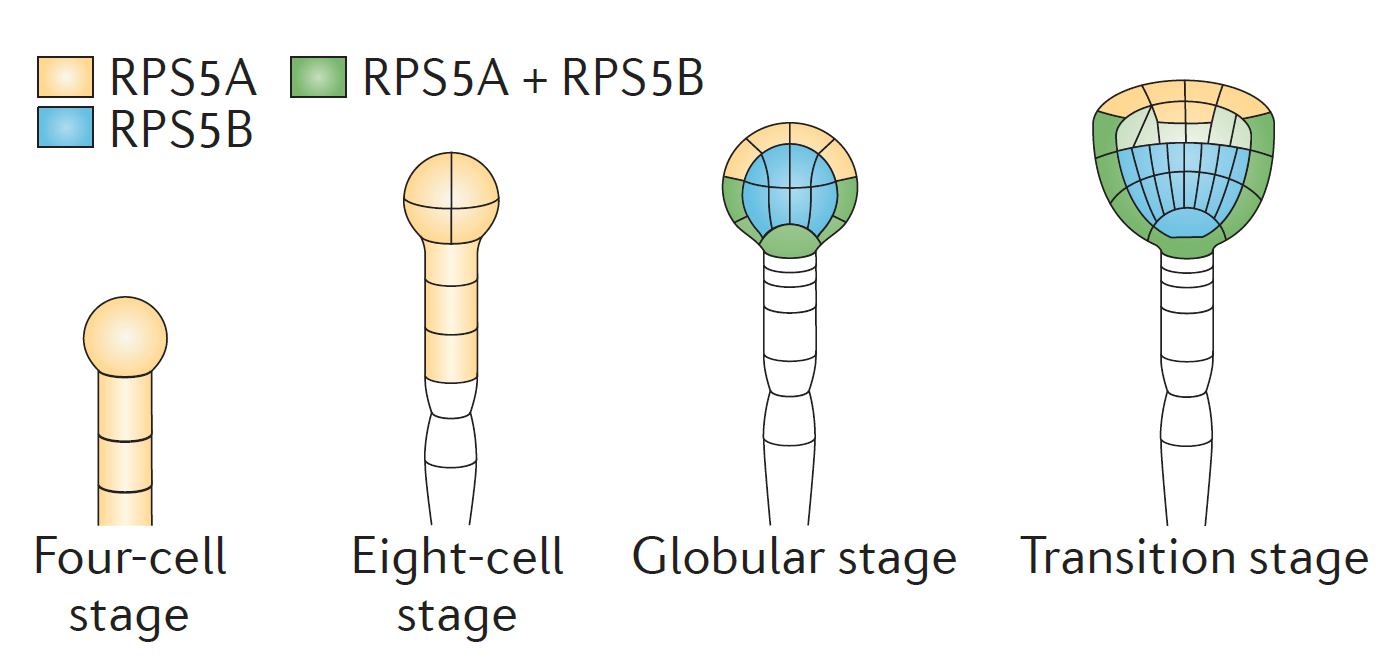 RPS5A
RPS5A + RPS5B
RPS5B
Four-cell
stage
Eight-cell
stage
Globular stage
Transition stage